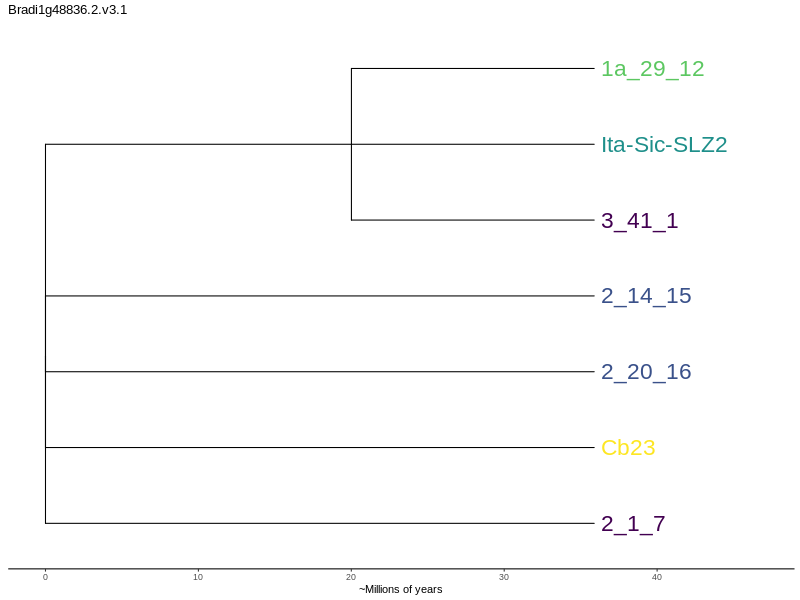 Bradi1g48836.2.v3.1
1a_29_12
Ita-Sic-SLZ2
3_41_1
2_14_15
2_20_16
Cb23
2_1_7
0 10 20 30 40
~Millions of years